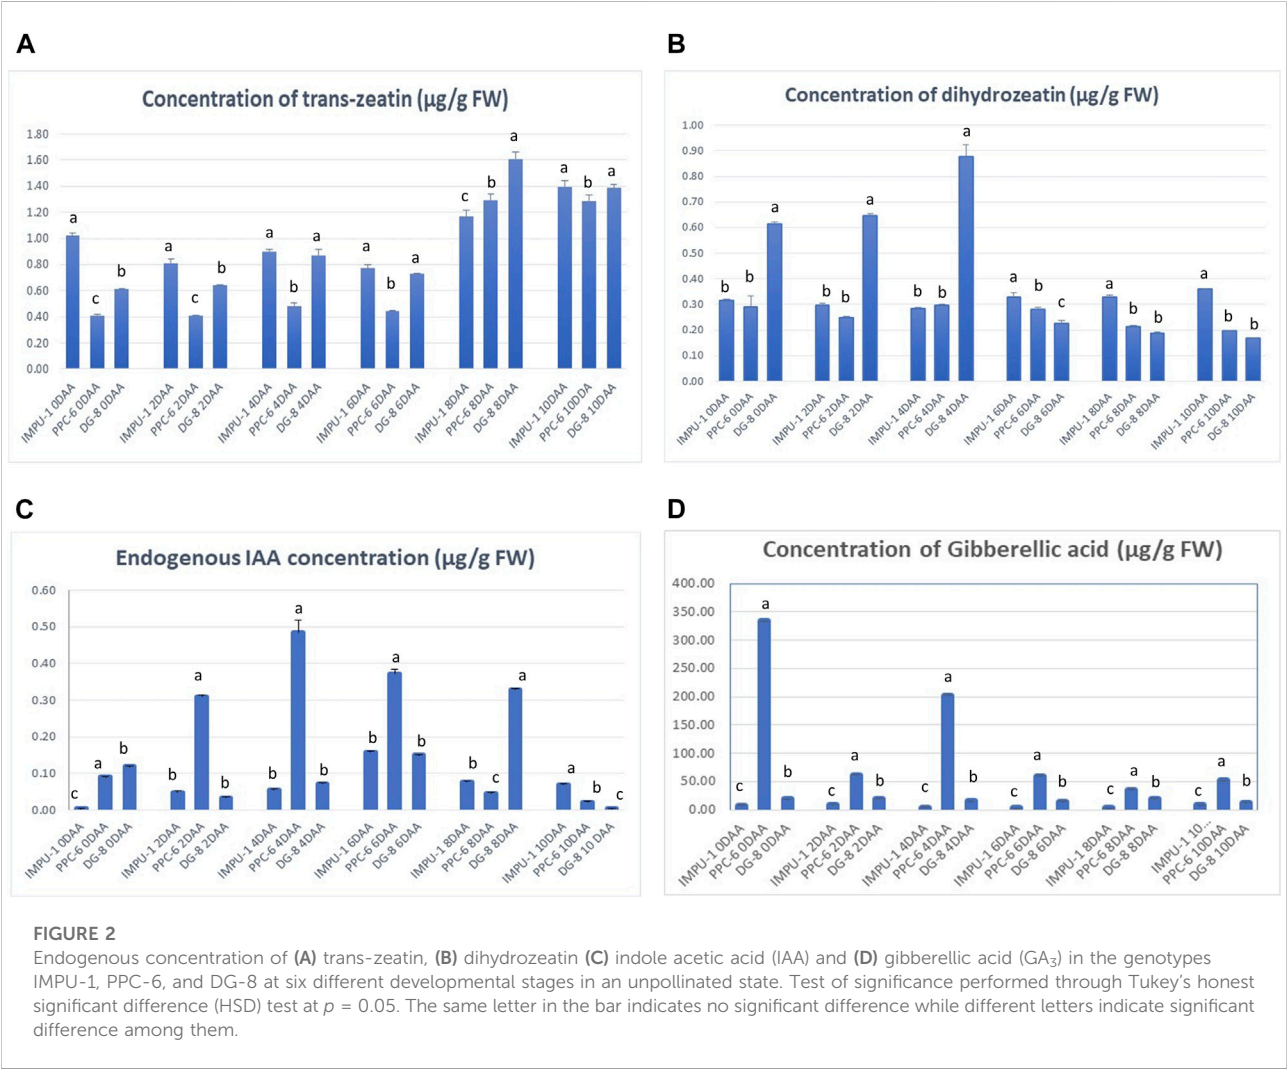 A
Concentration of trans-zeatin (µg/g FW)
1.80
1.60
1.40
1.20
1.00
0.80
0.60
0.40
0.20
0.00
a c b a c b a b a a b a c b a a b a
IMPU-1 0DAA
PPC-6 0DAA
DG-8 0DAA
IMPU-1 2DAA
PPC-6 2DAA
DG-8 2DAA
IMPU-1 4DAA
PPC-6 4DAA
DG-8 4DAA
IMPU-1 6DAA
PPC-6 6DAA
DG-8 6DAA
IMPU-1 8DAA
PPC-6 8DAA
DG-8 8DAA
IMPU-1 10DAA
PPC-6 10DDA
DG-8 10DAA
B
Concentration of dihydrozeatin (µg/g FW)
1.00
0.90
0.80
0.70
0.60
0.50
0.40
0.30
0.20
0.10
0.00
b b a b b a b b a a b c a b b a b b
IMPU-1 0DAA
PPC-6 0DAA
DG-8 0DAA
IMPU-1 2DAA
PPC-6 2DAA
DG-8 2DAA
IMPU-1 4DAA
PPC-6 4DAA
DG-8 4DAA
IMPU-1 6DAA
PPC-6 6DAA
DG-8 6DAA
IMPU-1 8DAA
PPC-6 8DAA
DG-8 8DAA
IMPU-1 10DAA
PPC-6 10DAA
DG-8 10DAA
C
Endogenous IAA concentration (µg/g FW)
0.60
0.50
0.40
0.30
0.20
0.10
0.00
c a b b a b b a b b a b b c a a b c
IMPU-1 0DAA
PPC-6 0DAA
DG-8 0DAA
IMPU-1 2DAA
PPC-6 2DAA
DG-8 2DAA
IMPU-1 4DAA
PPC-6 4DAA
DG-8 4DAA
IMPU-1 6DAA
PPC-6 6DAA
DG-8 6DAA
IMPU-1 8DAA
PPC-6 8DAA
DG-8 8DAA
IMPU-1 10DAA
PPC-6 10DAA
DG-8 10 DAA
D
Concentration of Gibberellic acid (µg/g FW)
400.00
350.00
300.00
250.00
200.00
150.00
100.00
50.00
0.00
c a b c a b c a b c a b c a b c a b
IMPU-1 0DAA
PPC-6 0DAA
DG-8 0DAA
IMPU-1 2DAA
PPC-6 2DAA
DG-8 2DAA
IMPU-1 4DAA
PPC-6 4DAA
DG-8 4DAA
IMPU-1 6DAA
PPC-6 6DAA
DG-8 6DAA
IMPU-1 8DAA
PPC-6 8DAA
DG-8 8DAA
IMPU-1 10...
PPC-6 10DAA
DG-8 10DAA
FIGURE 2
Endogenous concentration of (A) trans-zeatin, (B) dihydrozeatin (C) indole acetic acid (IAA) and (D) gibberellic acid (GA3) in the genotypes
IMPU-1, PPC-6, and DG-8 at six different developmental stages in an unpollinated state. Test of significance performed through Tukey's honest
significant difference (HSD) test at p = 0.05. The same letter in the bar indicates no significant difference while different letters indicate significant
difference among them.